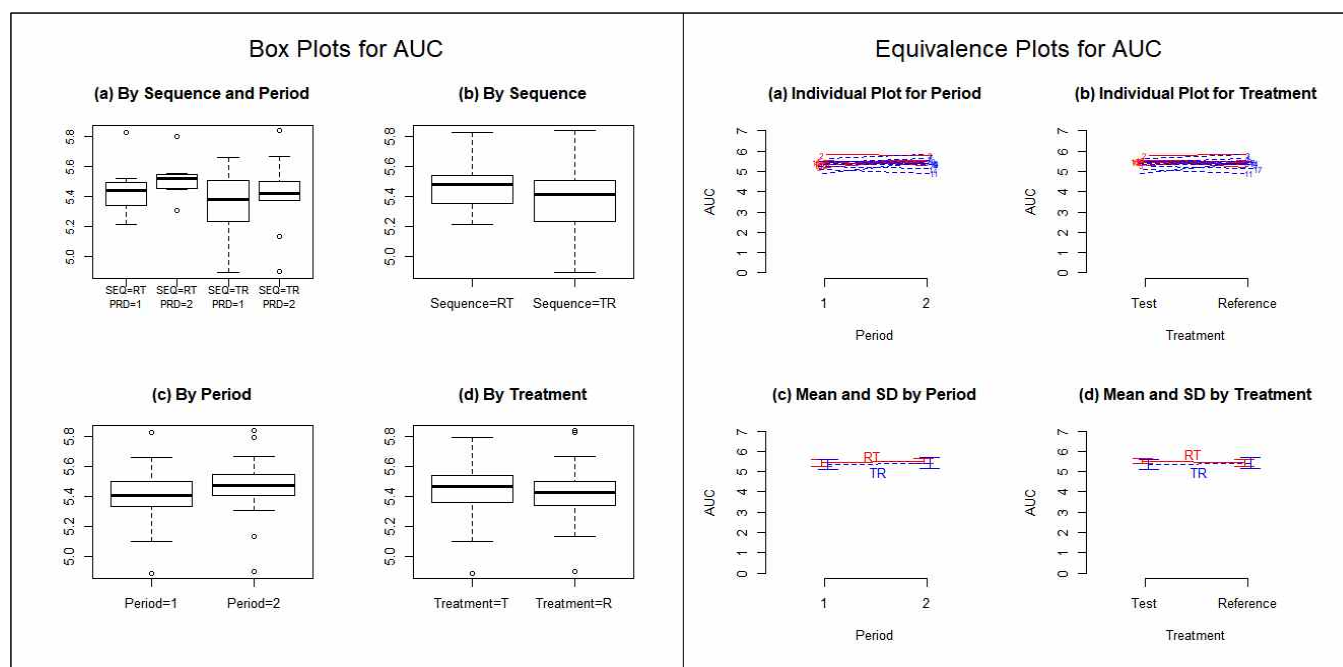 Box Plots for AUC
(a) By Sequence and Period
5.0 5.2 5.4 5.6 5.8
SEQ=RT SEQ=RT SEQ=TR SEQ=TR
PRD=1 PRD=2 PRD=1 PRD=2
(b) By Sequence
5.0 5.2 5.4 5.6 5.8
Sequence=RT Sequence=TR
(c) By Period
5.0 5.2 5.4 5.6 5.8
Period=1 Period=2
(d) By Treatment
5.0 5.2 5.4 5.6 5.8
Treatment=T Treatment=R
Equivalence Plots for AUC
(a) Individual Plot for Period
AUC
0 1 2 3 4 5 6 7
2
11
1 2
Period
(b) Individual Plot for Treatment
AUC
0 1 2 3 4 5 6 7
2
17
11
Test Reference
Treatment
(c) Mean and SD by Period
AUC
0 1 2 3 4 5 6 7
RT
TR
1 2
Period
(d) Mean and SD by Treatment
AUC
0 1 2 3 4 5 6 7
RT
TR
Test Reference
Treatment